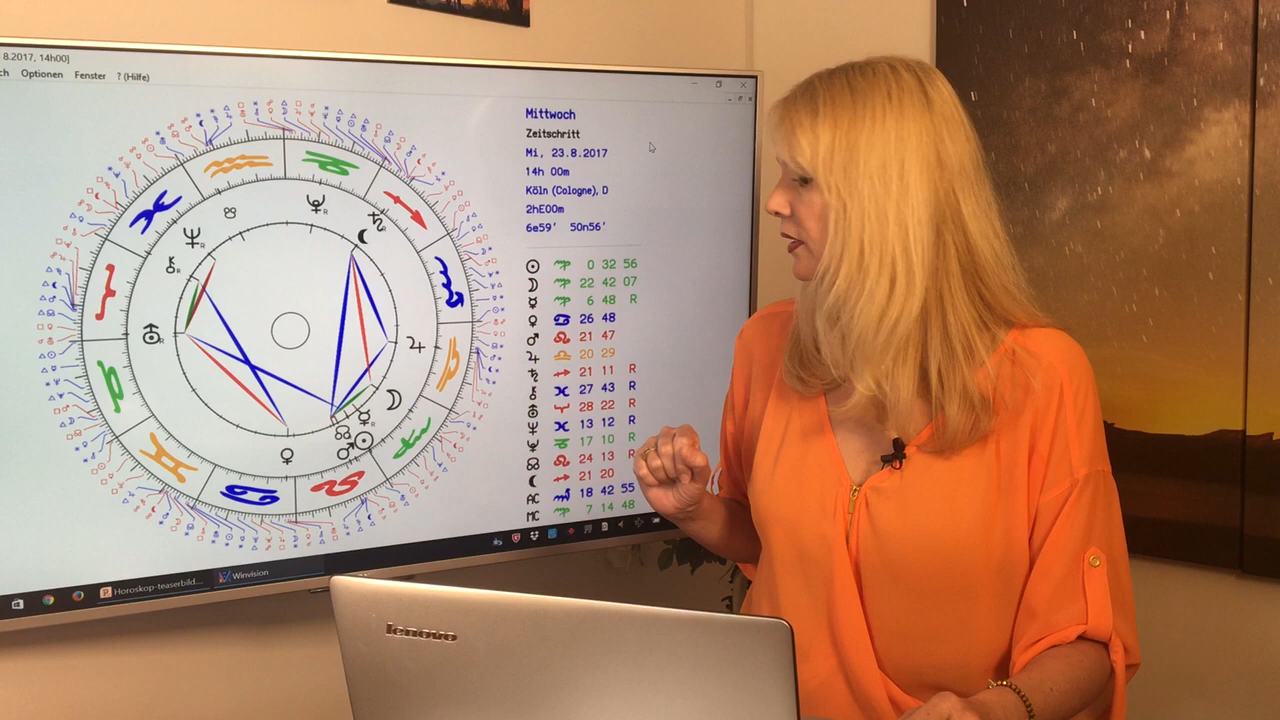 8.2017, 14h00]
ch Optionen Fenster ? (Hilfe)
Mittwoch
Zeitschritt
Mi, 23.8.2017
14h 00m
Köln (Cologne), D
2hE00m
6e59' 50n56'
0 32 56
22 42 07
6 48 R
26 48
21 47
20 29
21 11 R
27 43 R
28 22 R
13 12 R
17 10 R
24 13 R
21 20
AC 18 42 55
MC 7 14 48
R
R
R
R
Horoskop-teaserbild...
Winvision
lenovo